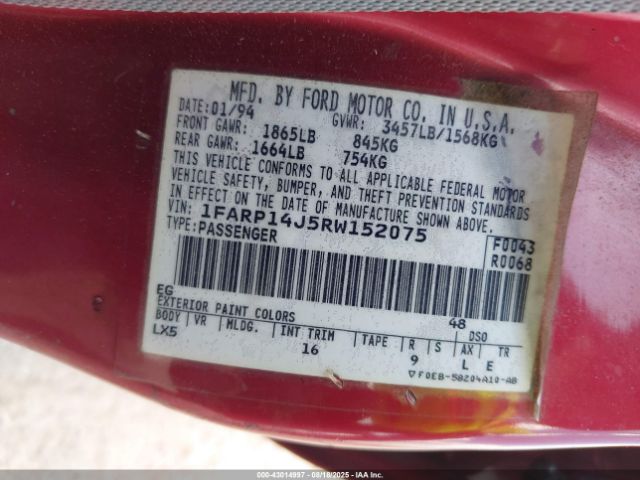 MFD. BY FORD MOTOR CO. IN U.S.A.
DATE: 01/94 GVWR: 3457LB/1568KG
FRONT GAWR: 1865LB 845KG
REAR GAWR: 1664LB 754KG
THIS VEHICLE CONFORMS TO ALL APPLICABLE FEDERAL MOTOR
VEHICLE SAFETY, BUMPER, AND THEFT PREVENTION STANDARDS
IN EFFECT ON THE DATE OF MANUFACTURE SHOWN ABOVE.
VIN: 1FARP14J5RW152075
TYPE: PASSENGER
F0043
R0068
EG 48
EXTERIOR PAINT COLORS DSO
BODY VR MLDG. INT TRIM TAPE R S AX TR
LX5 16 9 L E
▽F0EB-58204A10-AB
000-43014997 - 08/18/2025 - IAA Inc.